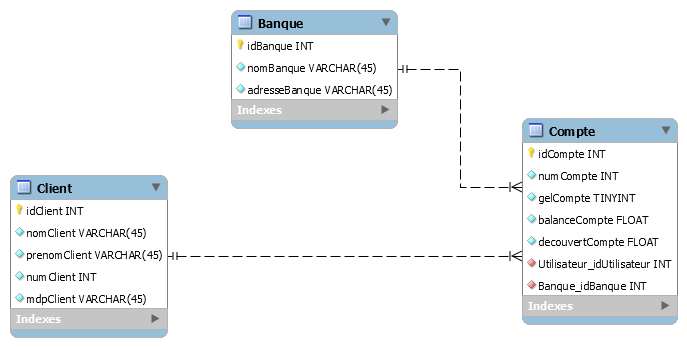 Banque
idBanque INT
nomBanque VARCHAR(45)
adresseBanque VARCHAR(45)
Indexes
Client
idClient INT
nomClient VARCHAR(45)
prenomClient VARCHAR(45)
numClient INT
mdpClient VARCHAR(45)
Indexes
Compte
idCompte INT
numCompte INT
gelCompte TINYINT
balanceCompte FLOAT
decouvertCompte FLOAT
Utilisateur_idUtilisateur INT
Banque_idBanque INT
Indexes